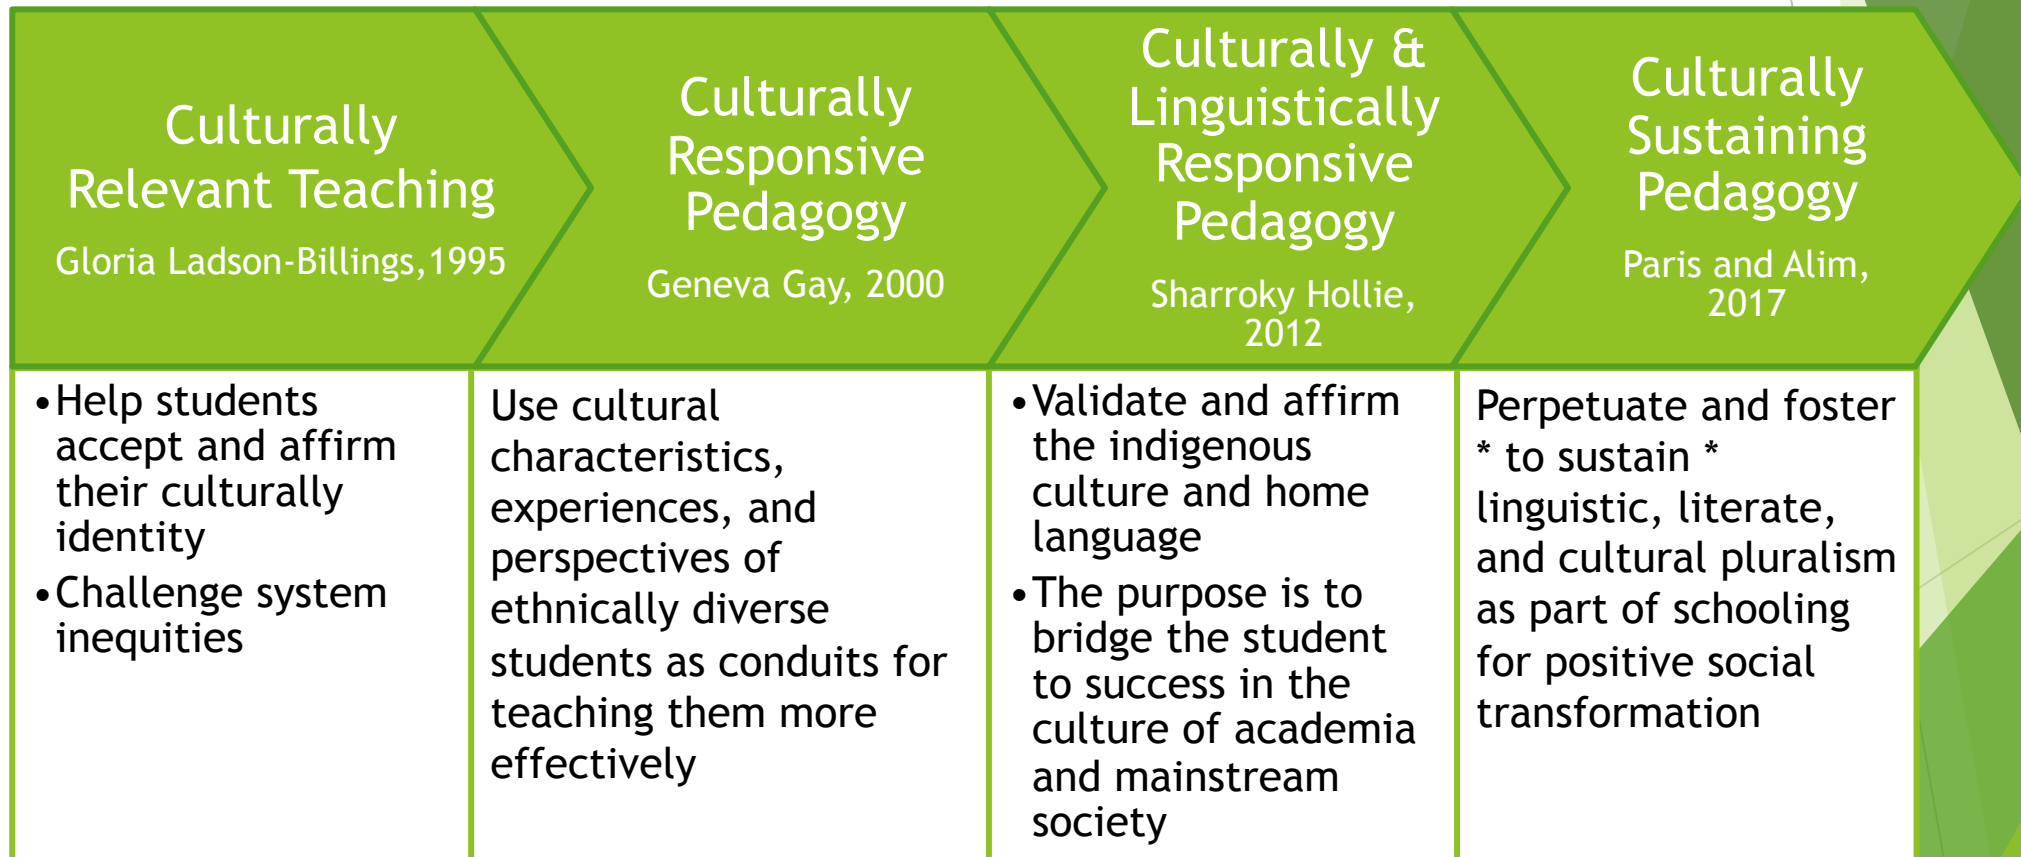 Culturally
Relevant Teaching
Gloria Ladson-Billings,1995
Culturally
Responsive
Pedagogy
Geneva Gay, 2000
Culturally &
Linguistically
Responsive
Pedagogy
Sharroky Hollie,
2012
Culturally
Sustaining
Pedagogy
Paris and Alim,
2017
•Help students
accept and affirm
their culturally
identity
•Challenge system
inequities
Use cultural
characteristics,
experiences, and
perspectives of
ethnically diverse
students as conduits for
teaching them more
effectively
•Validate and affirm
the indigenous
culture and home
language
•The purpose is to
bridge the student
to success in the
culture of academia
and mainstream
society
Perpetuate and foster
* to sustain *
linguistic, literate,
and cultural pluralism
as part of schooling
for positive social
transformation